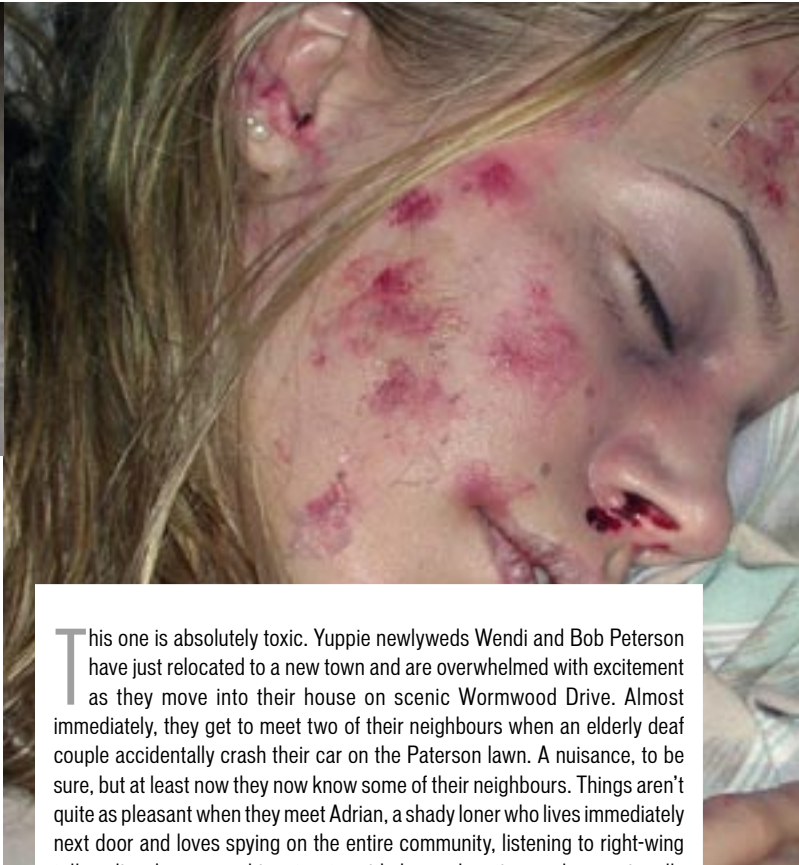 This one is absolutely toxic. Yuppie newlyweds Wendi and Bob Peterson
have just relocated to a new town and are overwhelmed with excitement
as they move into their house on scenic Wormwood Drive. Almost
immediately, they get to meet two of their neighbours when an elderly deaf
couple accidentally crash their car on the Paterson lawn. A nuisance, to be
sure, but at least now they now know some of their neighbours. Things aren't
quite as pleasant when they meet Adrian, a shady loner who lives immediately
next door and loves spying on the entire community, listening to right-wing